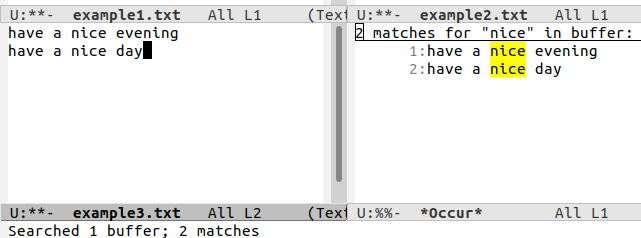 U:**-  example1.txt   All L1     (Text
have a nice evening
have a nice day
U:**-  example3.txt   All L2     (Text
Searched 1 buffer; 2 matches
U:**-  example2.txt   All L1
2 matches for "nice" in buffer:
1:have a nice evening
2:have a nice day
U:%%-  *Occur*        All L1